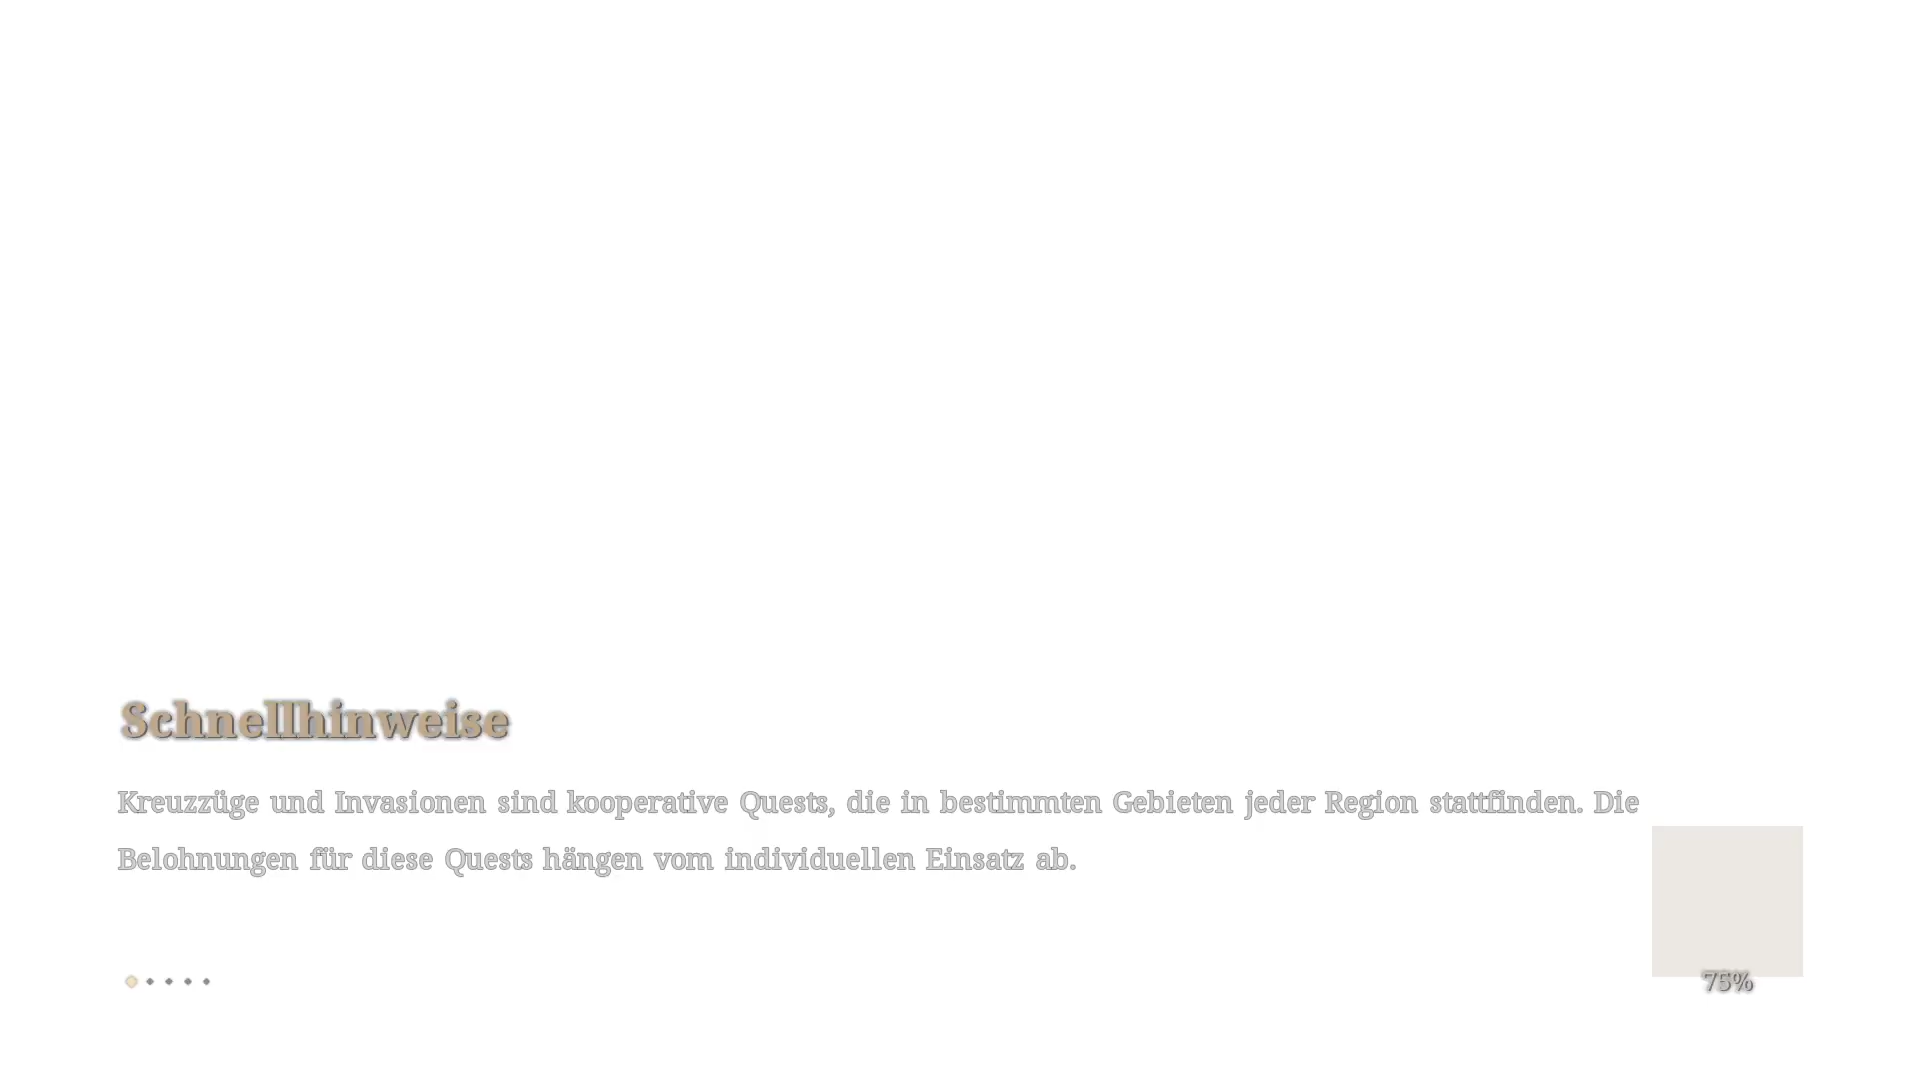 Schnellhinweise
Kreuzzüge und Invasionen sind kooperative Quests, die in bestimmten Gebieten jeder Region stattfinden. Die
Belohnungen für diese Quests hängen vom individuellen Einsatz ab.
75%